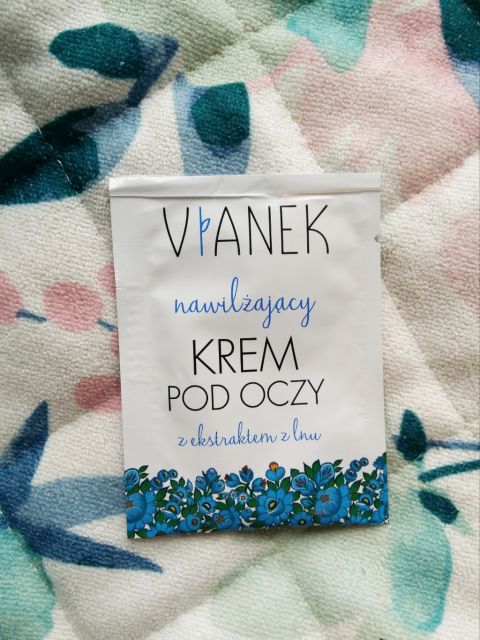 VIANEK
nawilżający
KREM
POD OCZY
z ekstraktem z lnu